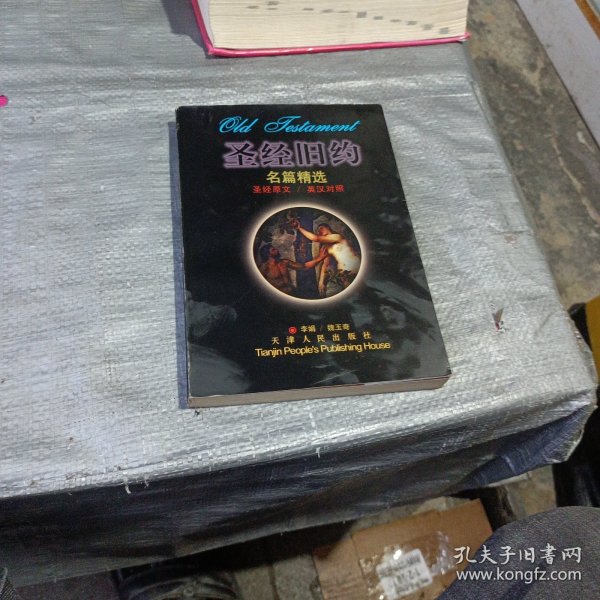 Old Testament
圣经旧约
名篇精选
圣经原文 / 英汉对照
李娟 / 魏玉奇
天津人民出版社
Tianjin People's Publishing House
孔夫子旧书网
www.kongfz.com